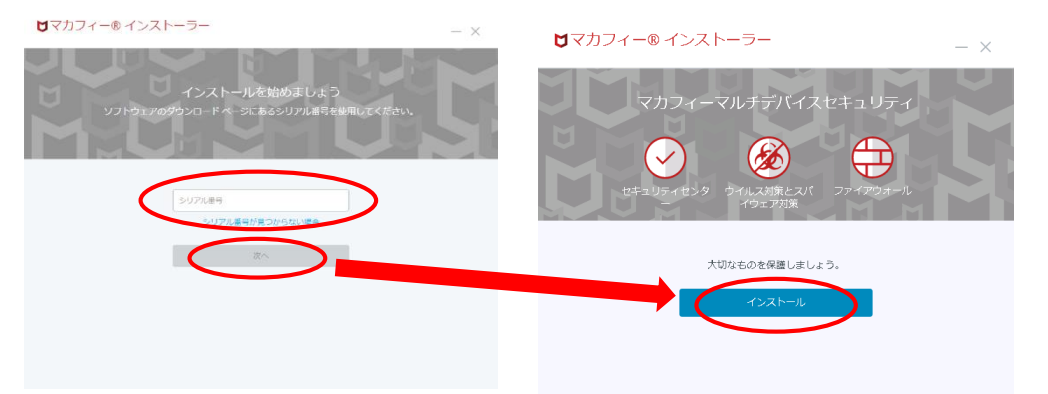 マカフィー® インストーラー
インストールを始めましょう
ソフトウェアのダウンロード ページにあるシリアル番号を使用してください。
シリアル番号
シリアル番号が見つからない場合
次へ
マカフィー® インストーラー
マカフィーマルチデバイスセキュリティ
セキュリティセンタ
ー
ウイルス対策とスパ
イウェア対策
ファイアウォール
大切なものを保護しましょう。
インストール